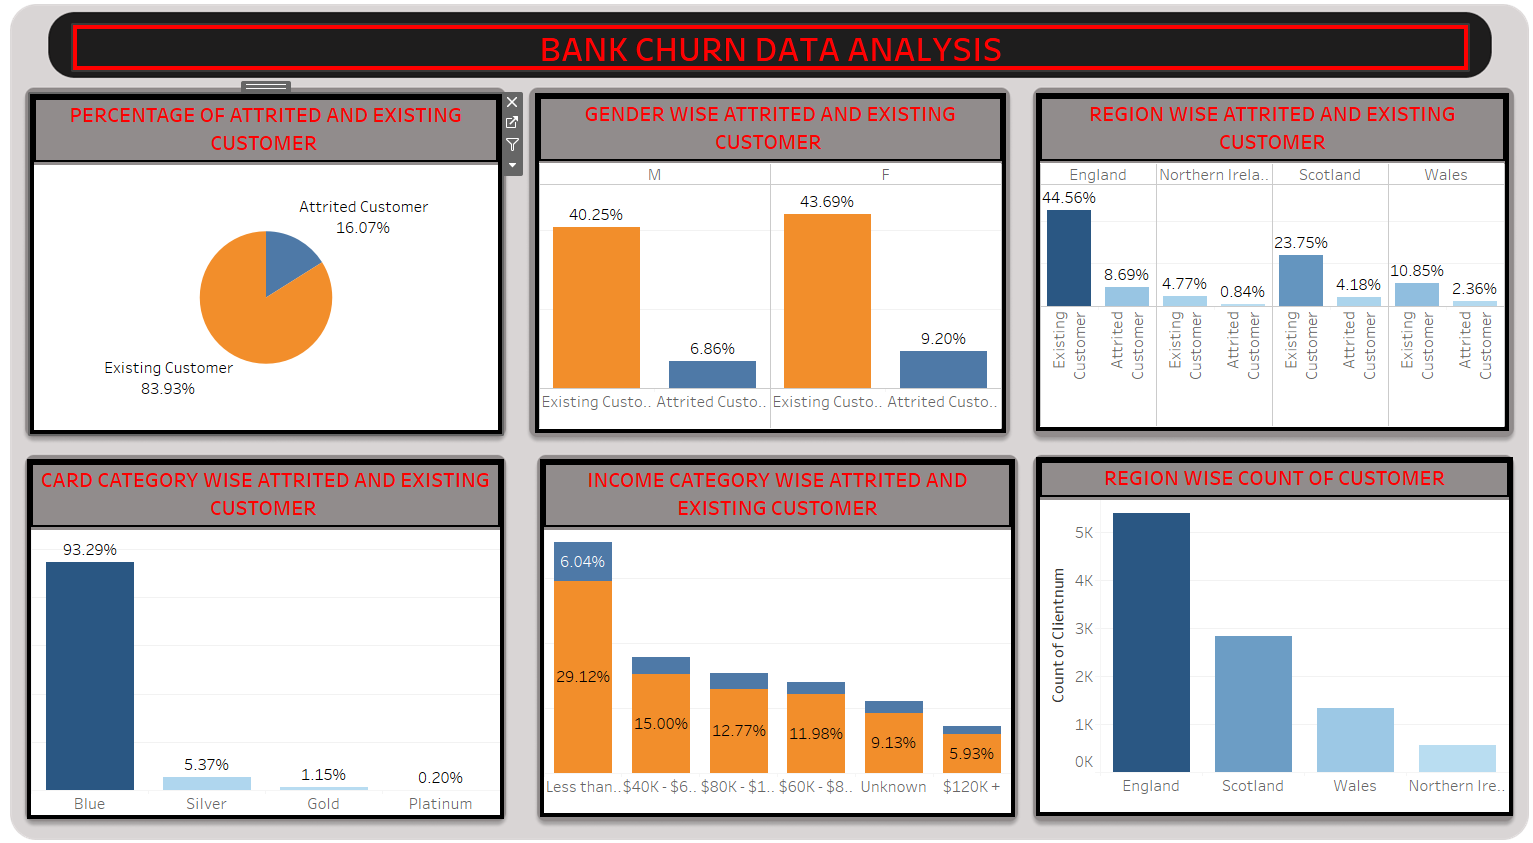 BANK CHURN DATA ANALYSIS
PERCENTAGE OF ATTRITED AND EXISTING
CUSTOMER
Attrited Customer
16.07%
Existing Customer
83.93%
GENDER WISE ATTRITED AND EXISTING
CUSTOMER
M F
40.25% 6.86% 43.69% 9.20%
Existing Custo.. Attrited Custo.. Existing Custo.. Attrited Custo..
REGION WISE ATTRITED AND EXISTING
CUSTOMER
England Northern Irela.. Scotland Wales
44.56% 8.69% 4.77% 0.84% 23.75% 4.18% 10.85% 2.36%
Existing
Customer
Attrited
Customer
Existing
Customer
Attrited
Customer
Existing
Customer
Attrited
Customer
Existing
Customer
Attrited
Customer
CARD CATEGORY WISE ATTRITED AND EXISTING
CUSTOMER
93.29% 5.37% 1.15% 0.20%
Blue Silver Gold Platinum
INCOME CATEGORY WISE ATTRITED AND
EXISTING CUSTOMER
6.04%
29.12% 15.00% 12.77% 11.98% 9.13% 5.93%
Less than.. $40K - $6.. $80K - $1.. $60K - $8.. Unknown $120K +
REGION WISE COUNT OF CUSTOMER
Count of Clientnum
5K
4K
3K
2K
1K
0K
England Scotland Wales Northern Ire..